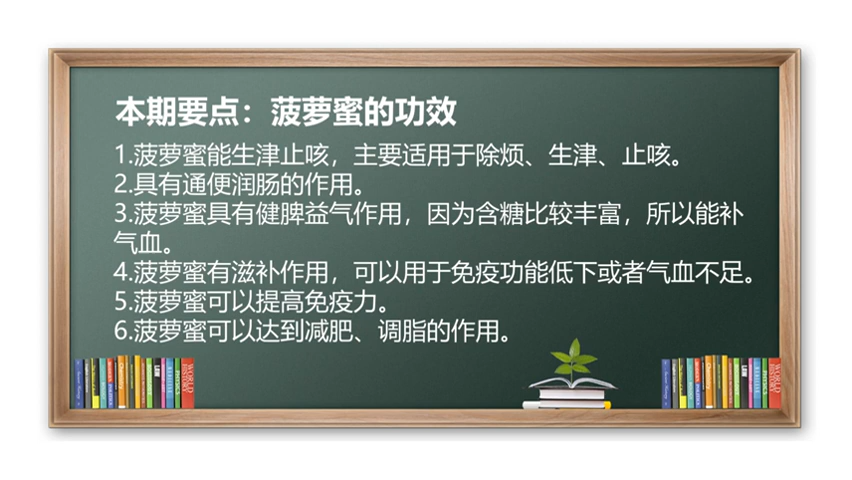 本期要点：菠萝蜜的功效
1.菠萝蜜能生津止咳，主要适用于除烦、生津、止咳。
2.具有通便润肠的作用。
3.菠萝蜜具有健脾益气作用，因为含糖比较丰富，所以能补
气血。
4.菠萝蜜有滋补作用，可以用于免疫功能低下或者气血不足。
5.菠萝蜜可以提高免疫力。
6.菠萝蜜可以达到减肥、调脂的作用。
WORLD HISTORY
WORLD HISTORY